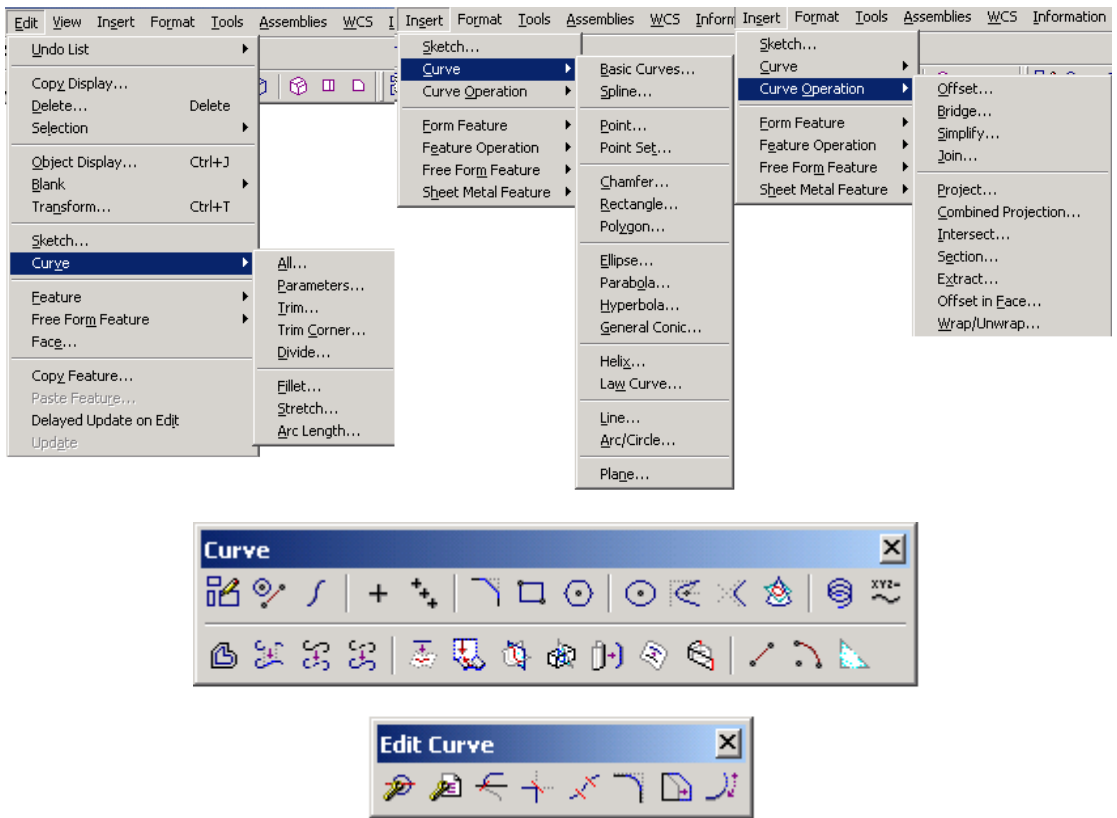 Edit View Insert Format Tools Assemblies WCS I
Undo List
Copy Display...
Delete... Delete
Selection
Object Display... Ctrl+J
Blank
Transform... Ctrl+T
Sketch...
Curve
Feature
Free Form Feature
Face...
Copy Feature...
Paste Feature...
Delayed Update on Edit
Update
All...
Parameters...
Trim...
Trim Corner...
Divide...
Fillet...
Stretch...
Arc Length...
Insert Format Tools Assemblies WCS Inform
Sketch...
Curve
Curve Operation
Form Feature
Feature Operation
Free Form Feature
Sheet Metal Feature
Basic Curves...
Spline...
Point...
Point Set...
Chamfer...
Rectangle...
Polygon...
Ellipse...
Parabola...
Hyperbola...
General Conic...
Helix...
Law Curve...
Line...
Arc/Circle...
Plane...
Insert Format Tools Assemblies WCS Information
Sketch...
Curve
Curve Operation
Form Feature
Feature Operation
Free Form Feature
Sheet Metal Feature
Offset...
Bridge...
Simplify...
Join...
Project...
Combined Projection...
Intersect...
Section...
Extract...
Offset in Face...
Wrap/Unwrap...
Curve
XYZ=
Edit Curve